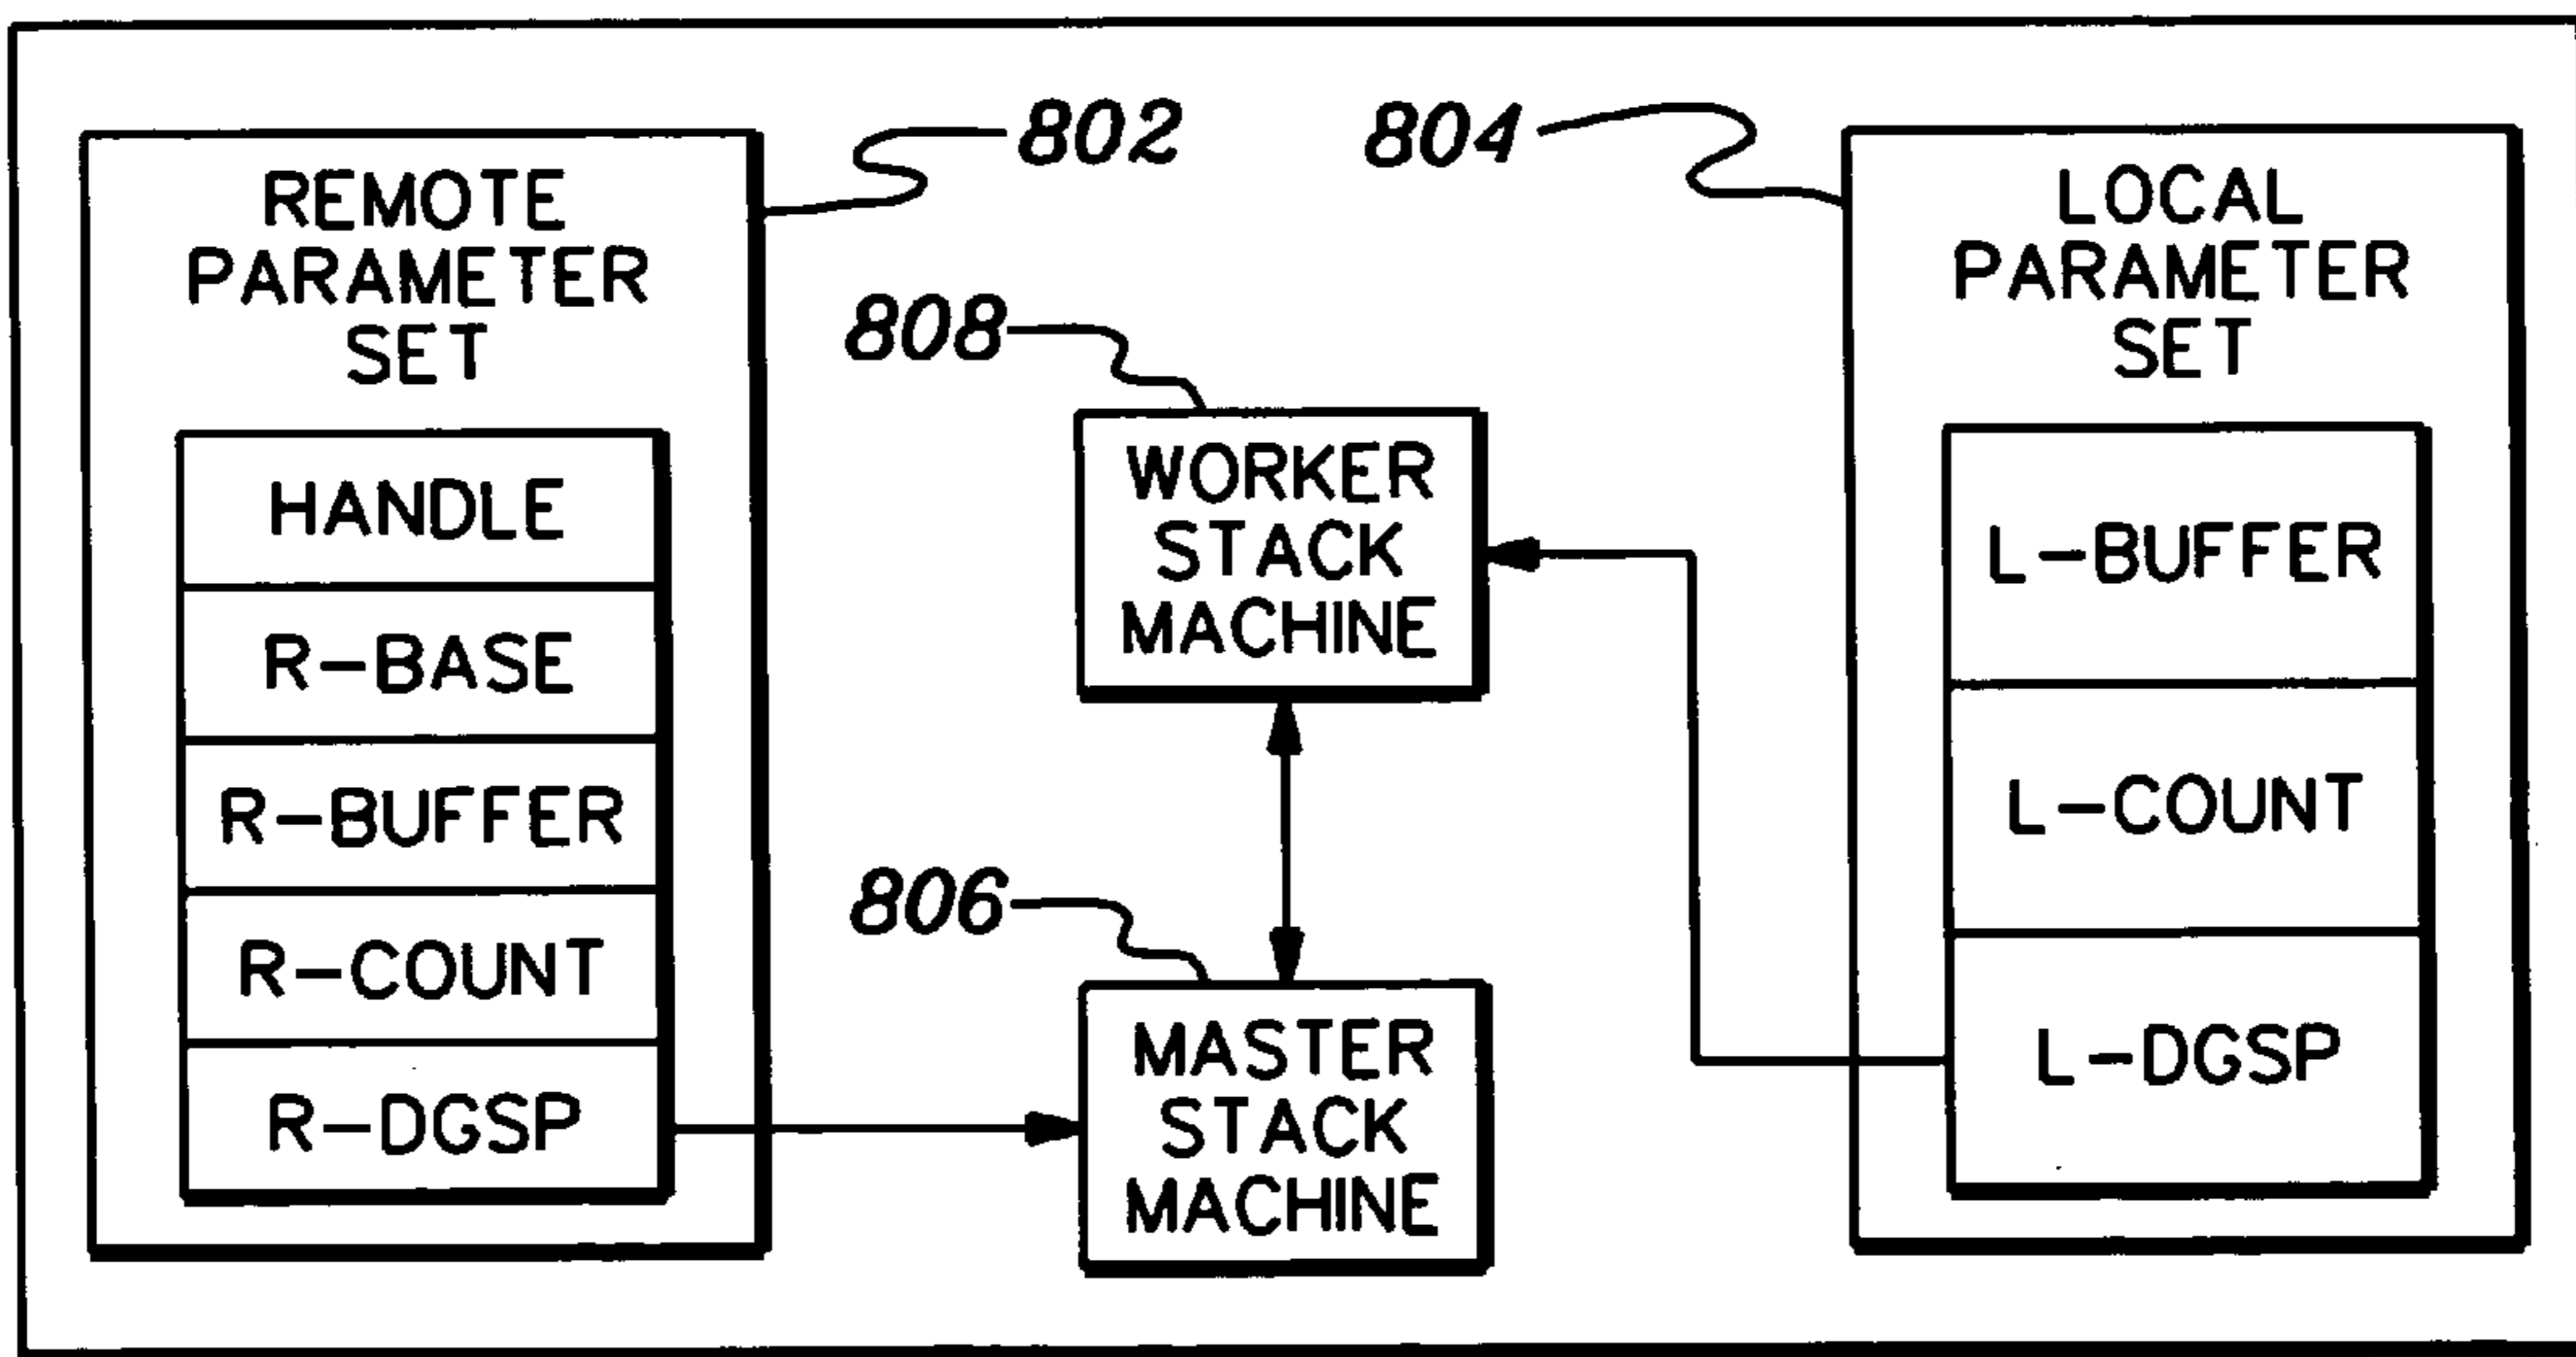 802
REMOTE
PARAMETER
SET
HANDLE
R-BASE
R-BUFFER
R-COUNT
R-DGSP
808
WORKER
STACK
MACHINE
806
MASTER
STACK
MACHINE
804
LOCAL
PARAMETER
SET
L-BUFFER
L-COUNT
L-DGSP